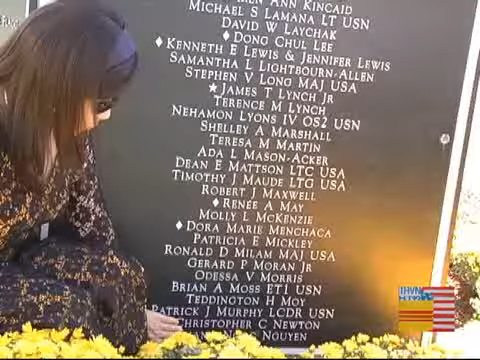 ANN KINCAID
MICHAEL S LAMANA LT USN
DAVID W LAYCHAK
♦ DONG CHUL LEE
♦ KENNETH E LEWIS & JENNIFER LEWIS
SAMANTHA L LIGHTBOURN-ALLEN
STEPHEN V LONG MAJ USA
★ JAMES T LYNCH JR
TERENCE M LYNCH
NEHAMON LYONS IV OS2 USN
SHELLEY A MARSHALL
TERESA M MARTIN
ADA L MASON-ACKER
DEAN E MATTSON LTC USA
TIMOTHY J MAUDE LTG USA
ROBERT J MAXWELL
♦ RENÉE A MAY
MOLLY L MCKENZIE
♦ DORA MARIE MENCHACA
PATRICIA E MICKLEY
RONALD D MILAM MAJ USA
GERARD P MORAN JR
ODESSA V MORRIS
BRIAN A MOSS ET1 USN
TEDDINGTON H MOY
PATRICK J MURPHY LCDR USN
CHRISTOPHER C NEWTON
NGUYEN